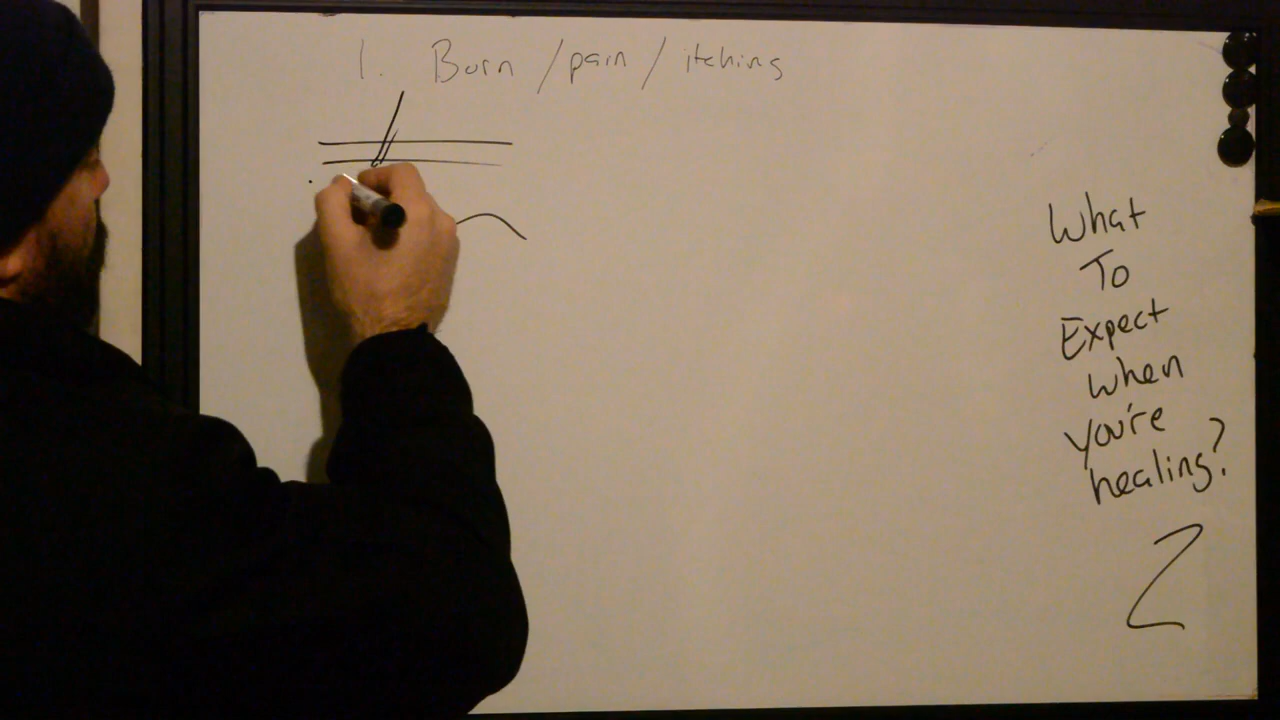 1. Burn / pain / itching
What
To
Expect
when
you're
healing?
2